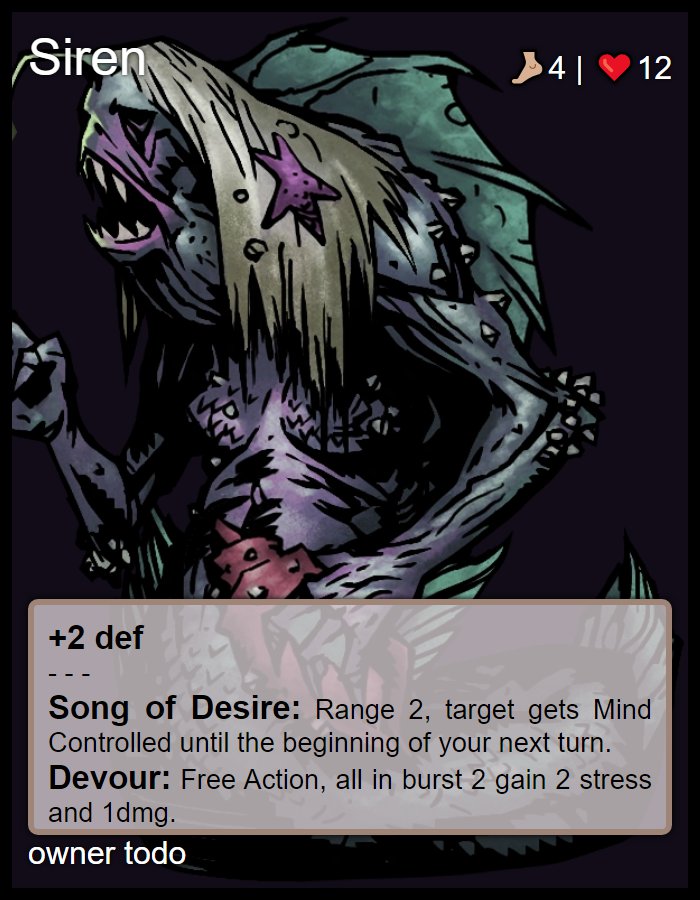 Siren
🦶4 | ❤️ 12
+2 def
- - -
Song of Desire: Range 2, target gets Mind
Controlled until the beginning of your next turn.
Devour: Free Action, all in burst 2 gain 2 stress
and 1dmg.
owner todo